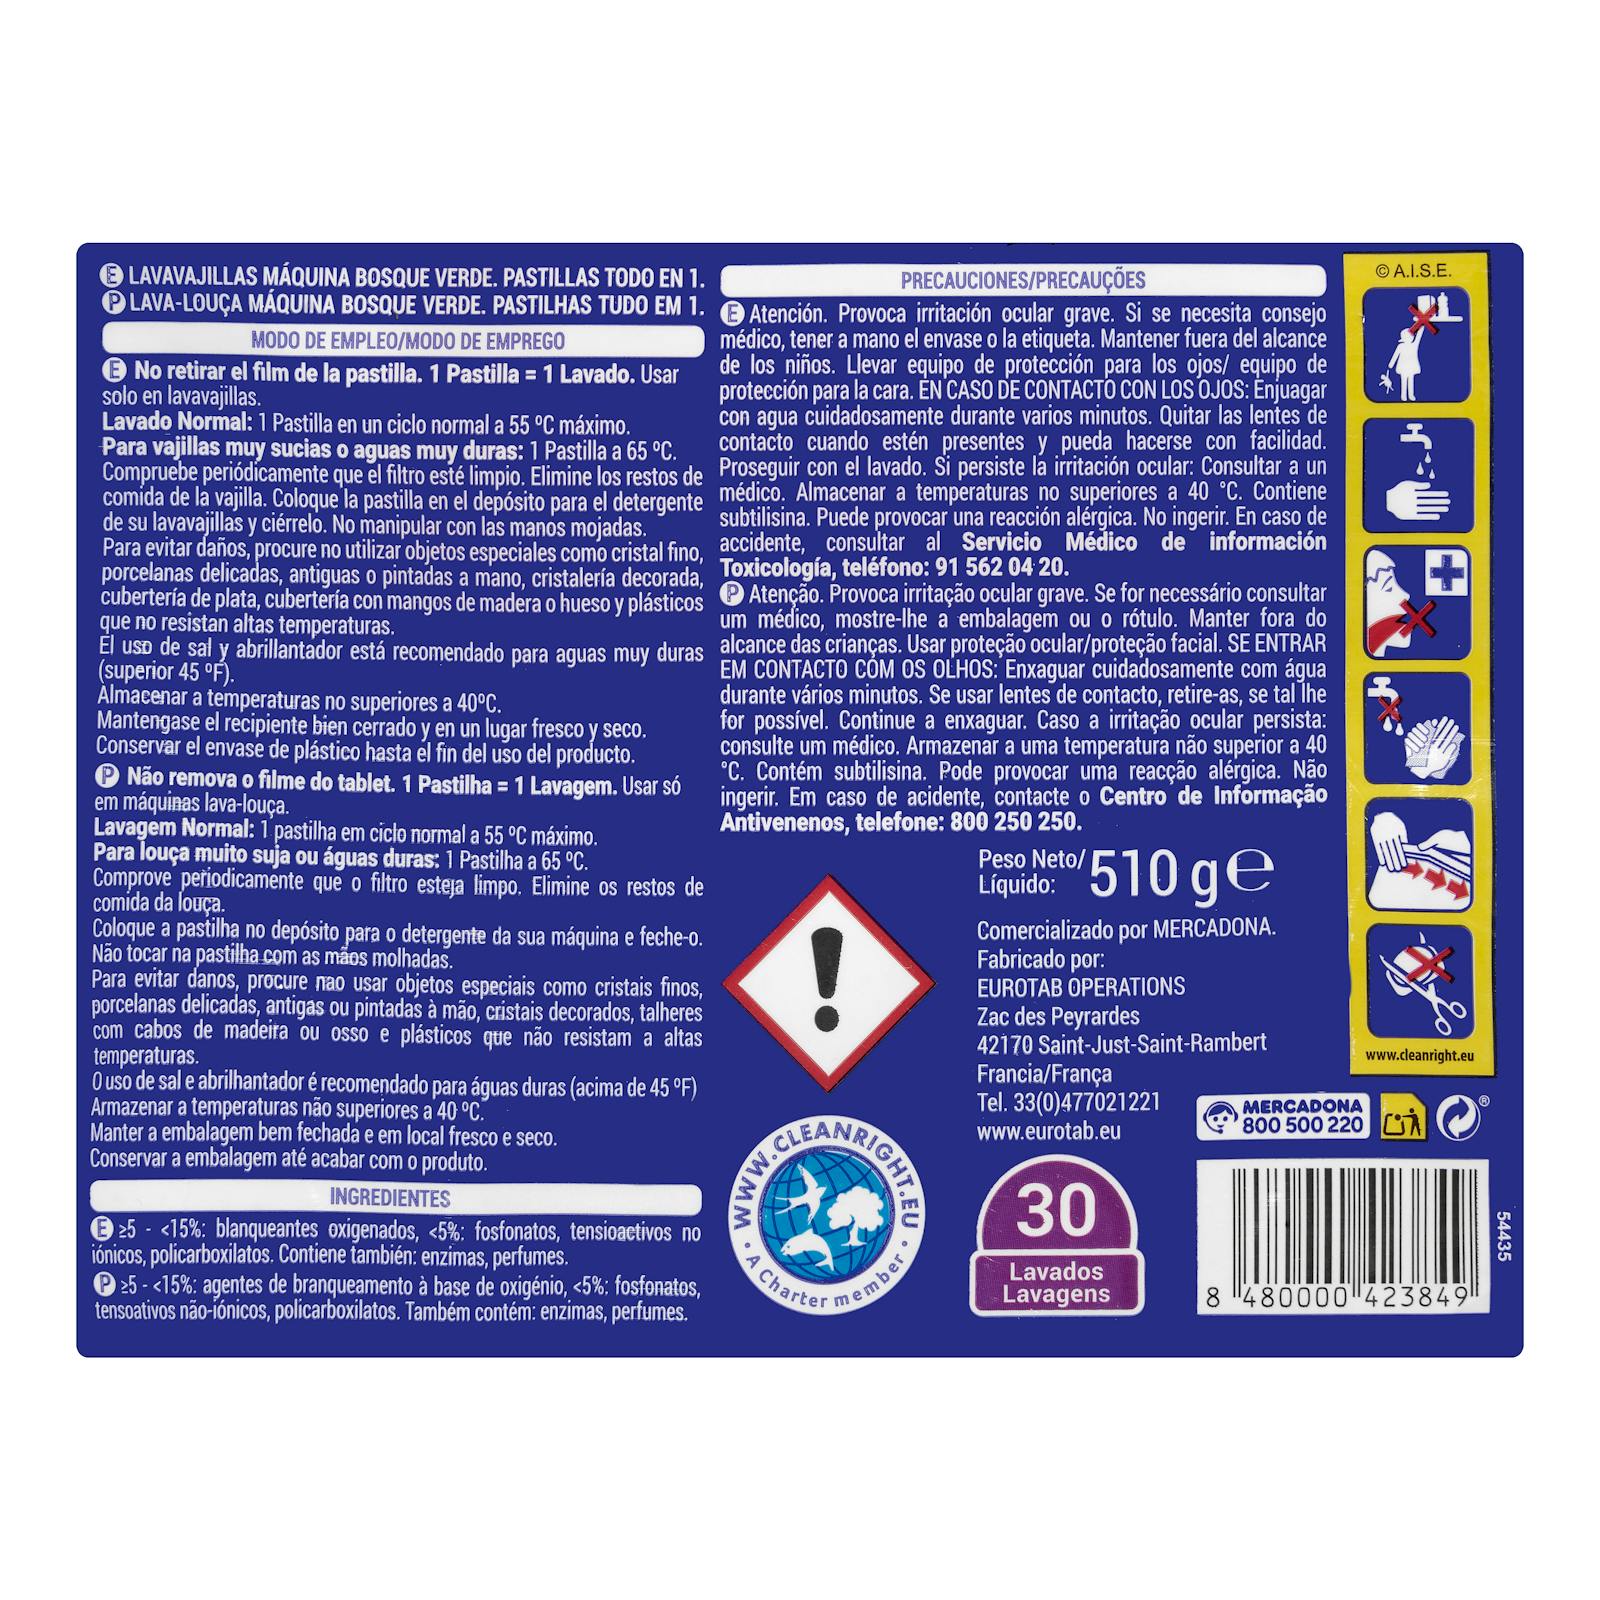 E LAVAVAJILLAS MÁQUINA BOSQUE VERDE. PASTILLAS TODO EN 1.
P LAVA-LOUÇA MÁQUINA BOSQUE VERDE. PASTILHAS TUDO EM 1.
MODO DE EMPLEO/MODO DE EMPREGO
E No retirar el film de la pastilla. 1 Pastilla = 1 Lavado. Usar
solo en lavavajillas.
Lavado Normal: 1 Pastilla en un ciclo normal a 55 ºC máximo.
Para vajillas muy sucias o aguas muy duras: 1 Pastilla a 65 ºC.
Compruebe periódicamente que el filtro esté limpio. Elimine los restos de
comida de la vajilla. Coloque la pastilla en el depósito para el detergente
de su lavavajillas y ciérrelo. No manipular con las manos mojadas.
Para evitar daños, procure no utilizar objetos especiales como cristal fino,
porcelanas delicadas, antiguas o pintadas a mano, cristalería decorada,
cubertería de plata, cubertería con mangos de madera o hueso y plásticos
que no resistan altas temperaturas.
El uso de sal y abrillantador está recomendado para aguas muy duras
(superior 45 ºF).
Almacenar a temperaturas no superiores a 40ºC.
Mantengase el recipiente bien cerrado y en un lugar fresco y seco.
Conservar el envase de plástico hasta el fin del uso del producto.
P Não remova o filme do tablet. 1 Pastilha = 1 Lavagem. Usar só
em máquinas lava-louça.
Lavagem Normal: 1 pastilha em ciclo normal a 55 ºC máximo.
Para louça muito suja ou águas duras: 1 Pastilha a 65 ºC.
Comprove periodicamente que o filtro esteja limpo. Elimine os restos de
comida da louça.
Coloque a pastilha no depósito para o detergente da sua máquina e feche-o.
Não tocar na pastilha com as mãos molhadas.
Para evitar danos, procure nao usar objetos especiais como cristais finos,
porcelanas delicadas, antigas ou pintadas à mão, cristais decorados, talheres
com cabos de madeira ou osso e plásticos que não resistam a altas
temperaturas.
O uso de sal e abrilhantador é recomendado para águas duras (acima de 45 ºF)
Armazenar a temperaturas não superiores a 40 ºC.
Manter a embalagem bem fechada e em local fresco e seco.
Conservar a embalagem até acabar com o produto.
INGREDIENTES
E ≥5 - <15%: blanqueantes oxigenados, <5%: fosfonatos, tensioactivos no
iónicos, policarboxilatos. Contiene también: enzimas, perfumes.
P ≥5 - <15%: agentes de branqueamento à base de oxigénio, <5%: fosfonatos,
tensoativos não-iónicos, policarboxilatos. Também contém: enzimas, perfumes.
PRECAUCIONES/PRECAUÇÕES
E Atención. Provoca irritación ocular grave. Si se necesita consejo
médico, tener a mano el envase o la etiqueta. Mantener fuera del alcance
de los niños. Llevar equipo de protección para los ojos/ equipo de
protección para la cara. EN CASO DE CONTACTO CON LOS OJOS: Enjuagar
con agua cuidadosamente durante varios minutos. Quitar las lentes de
contacto cuando estén presentes y pueda hacerse con facilidad.
Proseguir con el lavado. Si persiste la irritación ocular: Consultar a un
médico. Almacenar a temperaturas no superiores a 40 °C. Contiene
subtilisina. Puede provocar una reacción alérgica. No ingerir. En caso de
accidente, consultar al Servicio Médico de información
Toxicología, teléfono: 91 562 04 20.
P Atenção. Provoca irritação ocular grave. Se for necessário consultar
um médico, mostre-lhe a embalagem ou o rótulo. Manter fora do
alcance das crianças. Usar proteção ocular/proteção facial. SE ENTRAR
EM CONTACTO COM OS OLHOS: Enxaguar cuidadosamente com água
durante vários minutos. Se usar lentes de contacto, retire-as, se tal lhe
for possível. Continue a enxaguar. Caso a irritação ocular persista:
consulte um médico. Armazenar a uma temperatura não superior a 40
°C. Contém subtilisina. Pode provocar uma reacção alérgica. Não
ingerir. Em caso de acidente, contacte o Centro de Informação
Antivenenos, telefone: 800 250 250.
Peso Neto/
Líquido: 510 g e
Comercializado por MERCADONA.
Fabricado por:
EUROTAB OPERATIONS
Zac des Peyrardes
42170 Saint-Just-Saint-Rambert
Francia/França
Tel. 33(0)477021221
www.eurotab.eu
WWW.CLEANRIGHT.EU
• A Charter member •
30
Lavados
Lavagens
© A.I.S.E.
www.cleanright.eu
MERCADONA
800 500 220
®
54435
8 480000 423849